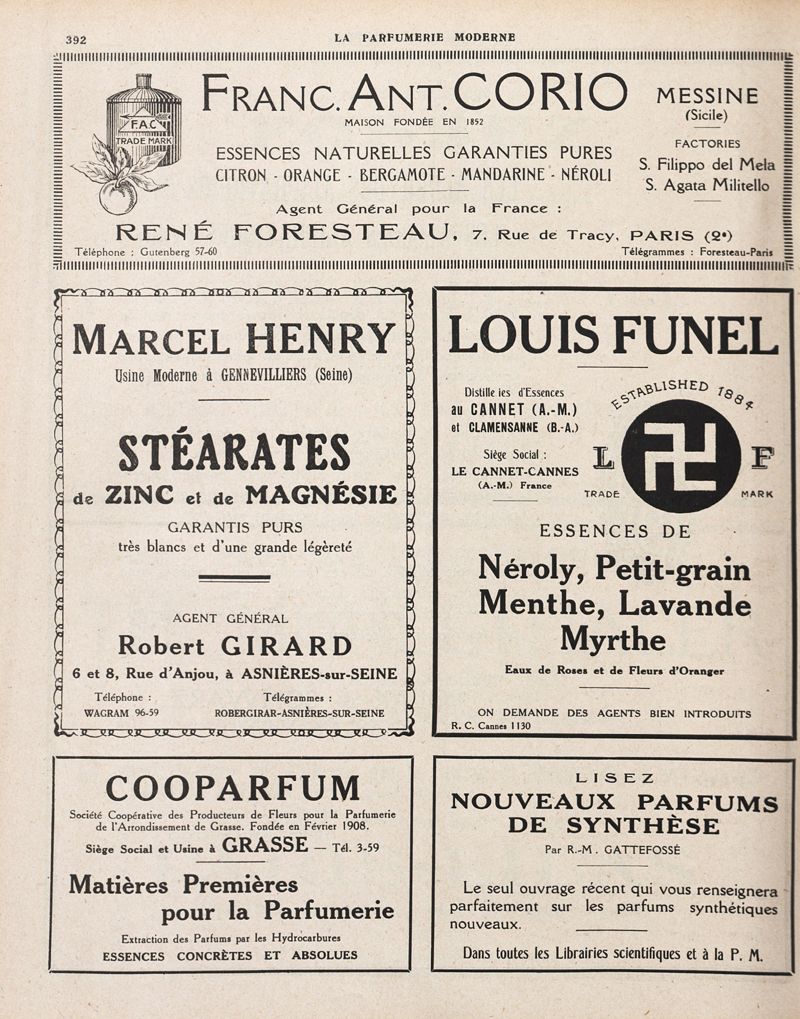 392
LA PARFUMERIE MODERNE
F.A.C
TRADE MARK
FRANC. ANT. CORIO
MAISON FONDÉE EN 1852
ESSENCES NATURELLES GARANTIES PURES
CITRON - ORANGE - BERGAMOTE - MANDARINE - NÉROLI
MESSINE
(Sicile)
FACTORIES
S. Filippo del Mela
S. Agata Militello
Agent Général pour la France :
RENÉ FORESTEAU, 7, Rue de Tracy, PARIS (2e)
Téléphone : Gutenberg 57-60
Télégrammes : Foresteau-Paris
MARCEL HENRY
Usine Moderne à GENNEVILLIERS (Seine)
STÉARATES
de ZINC et de MAGNÉSIE
GARANTIS PURS
très blancs et d'une grande légèreté
AGENT GÉNÉRAL
Robert GIRARD
6 et 8, Rue d'Anjou, à ASNIÈRES-sur-SEINE
Téléphone :
WAGRAM 96-59
Télégrammes :
ROBERGIRAR-ASNIÈRES-SUR-SEINE
LOUIS FUNEL
Distille ies d'Essences
au CANNET (A.-M.)
et CLAMENSANNE (B.-A.)
Siège Social :
LE CANNET-CANNES
(A.-M.) France
ESTABLISHED 1884
L F
TRADE MARK
ESSENCES DE
Néroly, Petit-grain
Menthe, Lavande
Myrthe
Eaux de Roses et de Fleurs d'Oranger
ON DEMANDE DES AGENTS BIEN INTRODUITS
R. C. Cannes 1130
COOPARFUM
Société Coopérative des Producteurs de Fleurs pour la Parfumerie
de l'Arrondissement de Grasse. Fondée en Février 1908.
Siège Social et Usine à GRASSE — Tél. 3-59
Matières Premières
pour la Parfumerie
Extraction des Parfums par les Hydrocarbures
ESSENCES CONCRÈTES ET ABSOLUES
LISEZ
NOUVEAUX PARFUMS
DE SYNTHÈSE
Par R.-M. GATTEFOSSÉ
Le seul ouvrage récent qui vous renseignera
parfaitement sur les parfums synthétiques
nouveaux.
Dans toutes les Librairies scientifiques et à la P. M.